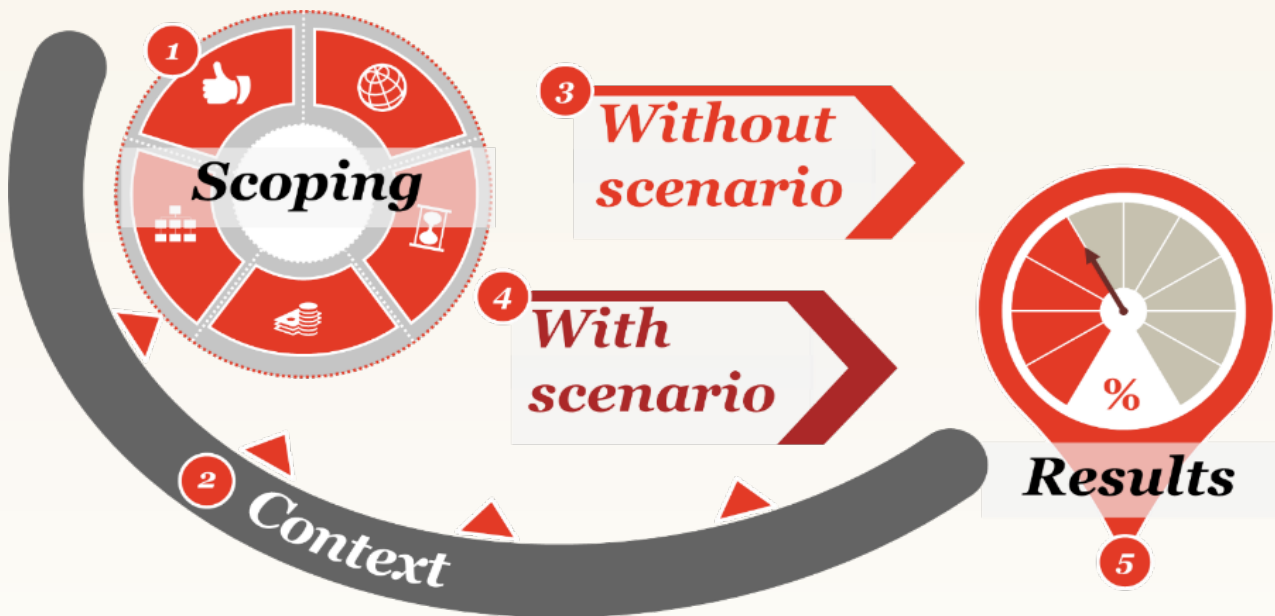 1
Scoping
2
Context
3
Without
scenario
4
With
scenario
%
Results
5